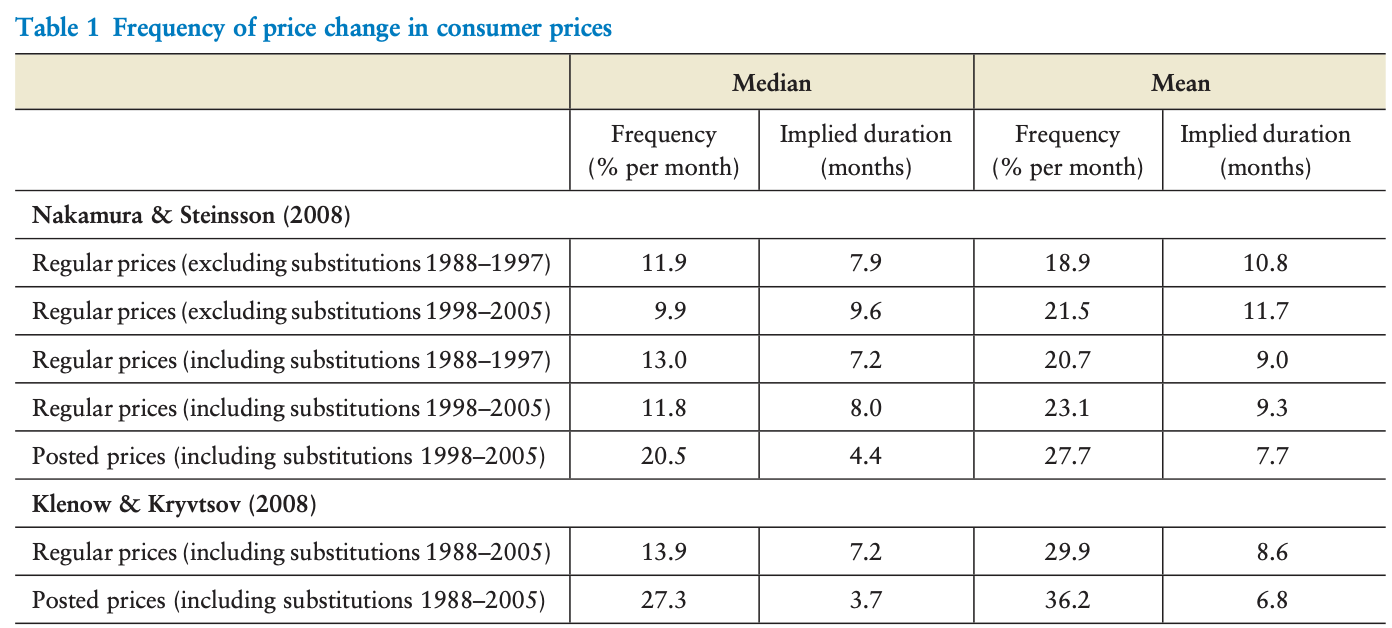 Table 1 Frequency of price change in consumer prices
Median Mean
Frequency Implied duration Frequency Implied duration
(% per month) (months) (% per month) (months)
Nakamura & Steinsson (2008)
Regular prices (excluding substitutions 1988–1997) 11.9 7.9 18.9 10.8
Regular prices (excluding substitutions 1998–2005) 9.9 9.6 21.5 11.7
Regular prices (including substitutions 1988–1997) 13.0 7.2 20.7 9.0
Regular prices (including substitutions 1998–2005) 11.8 8.0 23.1 9.3
Posted prices (including substitutions 1998–2005) 20.5 4.4 27.7 7.7
Klenow & Kryvtsov (2008)
Regular prices (including substitutions 1988–2005) 13.9 7.2 29.9 8.6
Posted prices (including substitutions 1988–2005) 27.3 3.7 36.2 6.8